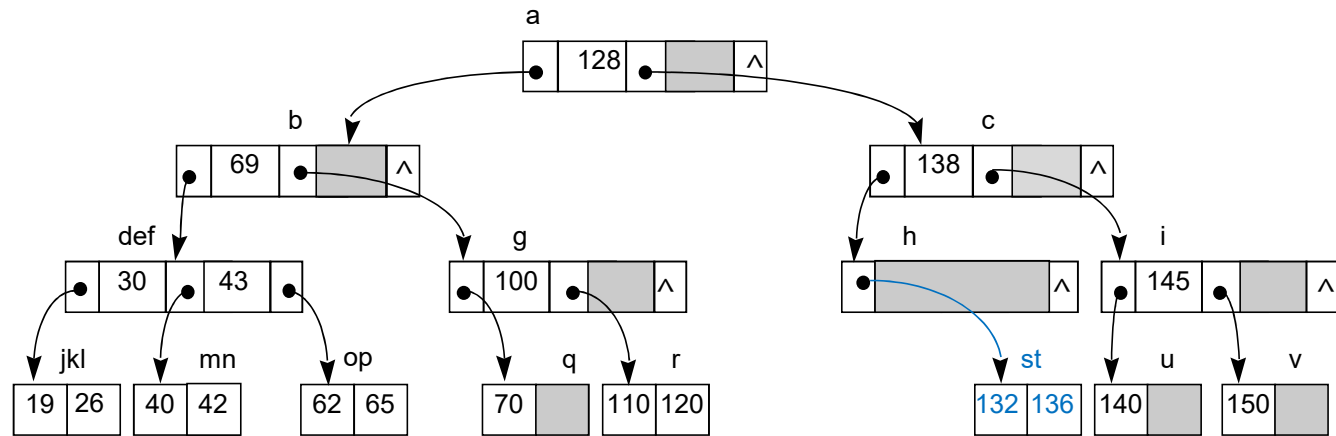 a
128 ^
b c
69 ^ 138 ^
def g h i
30 43 100 ^ ^ 145 ^
jkl mn op q r st u v
19 26 40 42 62 65 70 110 120 132 136 140 150